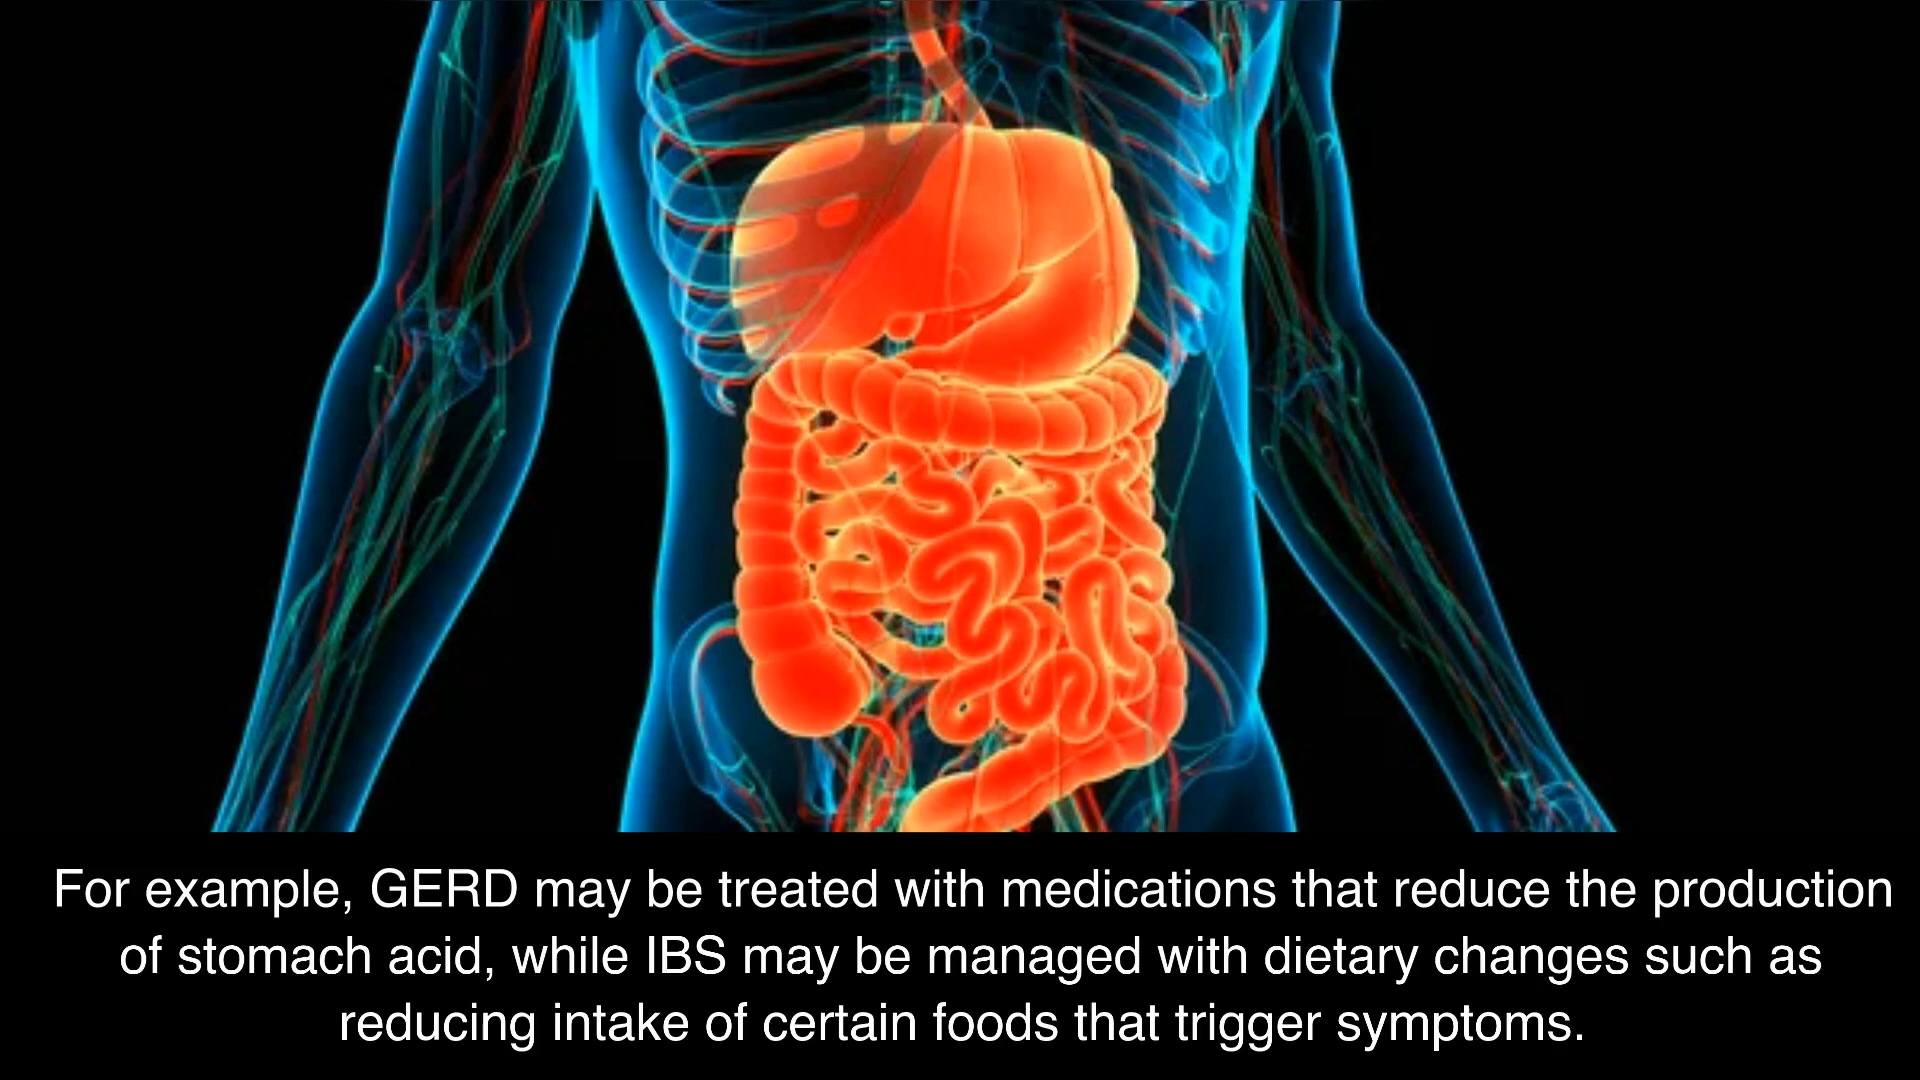 For example, GERD may be treated with medications that reduce the production
of stomach acid, while IBS may be managed with dietary changes such as
reducing intake of certain foods that trigger symptoms.